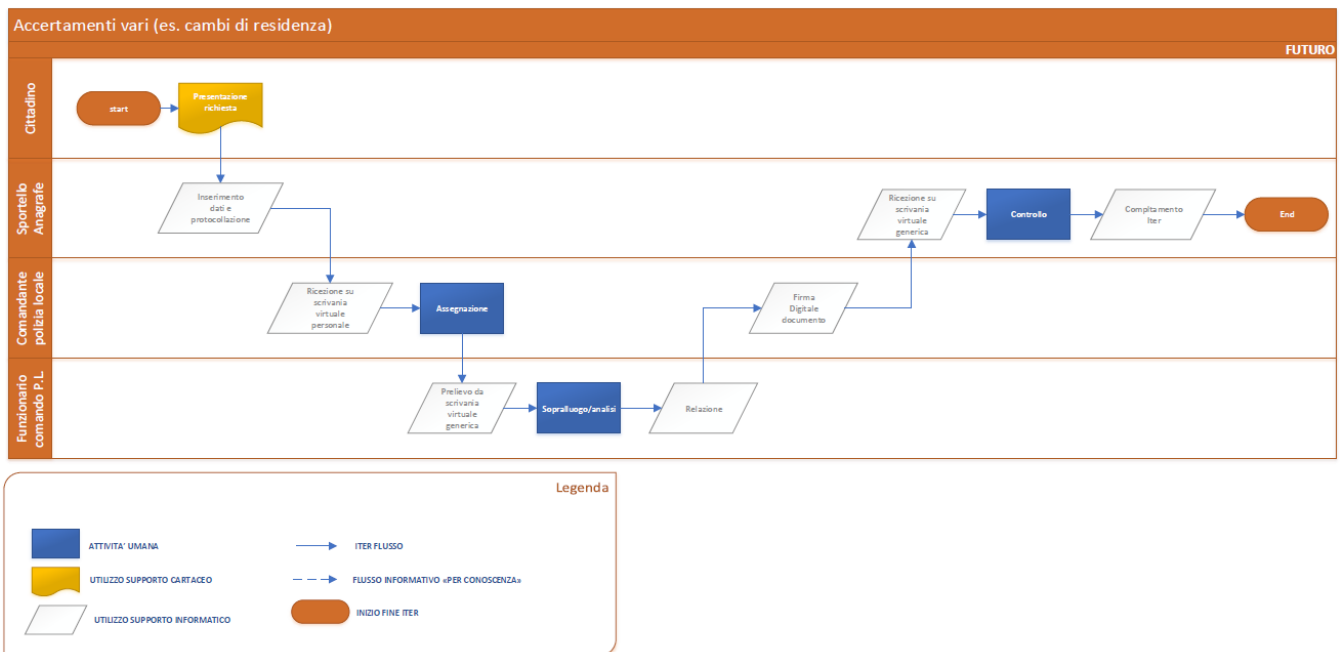 Accertamenti vari (es. cambi di residenza)
FUTURO
Cittadino
start
Presentazione
richiesta
Sportello
Anagrafe
Inserimento
dati e
protocollazione
Ricezione su
scrivania
virtuale
generica
Controllo
Compltamento
Iter
End
Comandante
polizia locale
Ricezione su
scrivania
virtuale
personale
Assegnazione
Firma
Digitale
documento
Funzionario
comando P.L.
Prelievo da
scrivania
virtuale
generica
Sopralluogo/analisi
Relazione
Legenda
ATTIVITA' UMANA
ITER FLUSSO
UTILIZZO SUPPORTO CARTACEO
FLUSSO INFORMATIVO «PER CONOSCENZA»
UTILIZZO SUPPORTO INFORMATICO
INIZIO FINE ITER